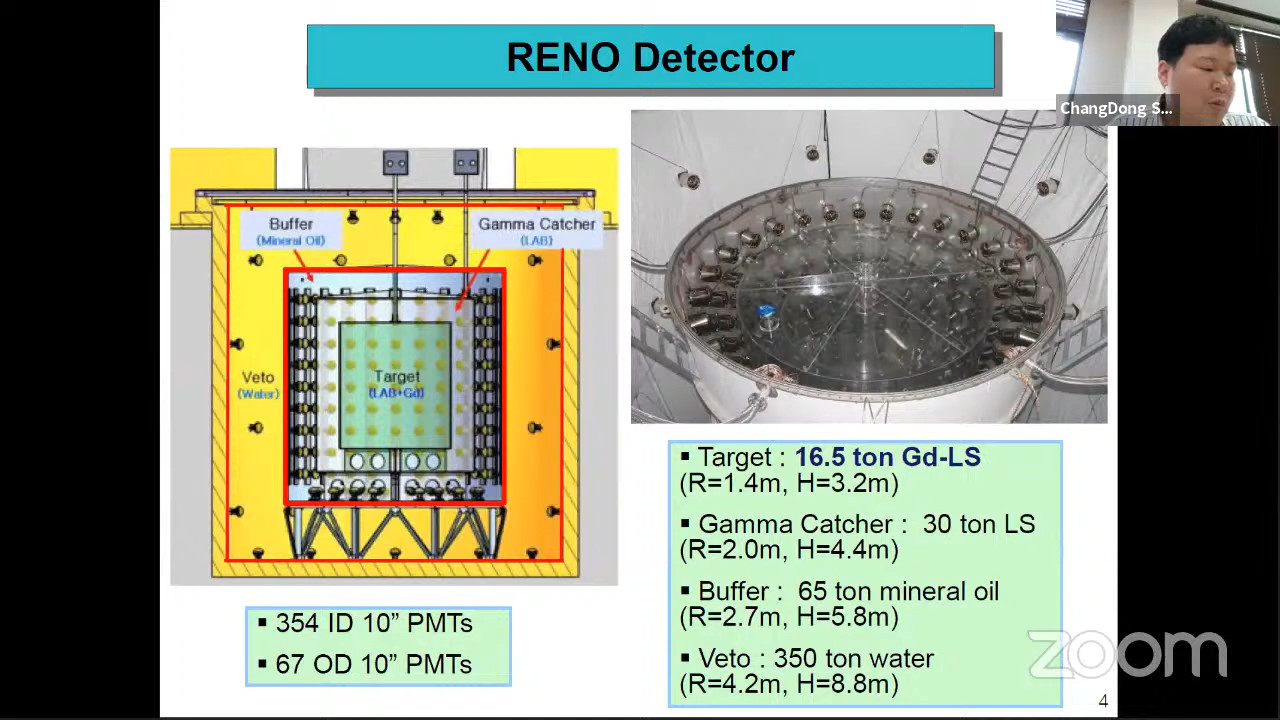 RENO Detector
ChangDong S...
Buffer
(Mineral Oil)
Gamma Catcher
(LAB)
Veto
(Water)
Target
(LAB+Gd)
▪ 354 ID 10” PMTs
▪ 67 OD 10” PMTs
▪ Target : 16.5 ton Gd-LS
(R=1.4m, H=3.2m)
▪ Gamma Catcher : 30 ton LS
(R=2.0m, H=4.4m)
▪ Buffer : 65 ton mineral oil
(R=2.7m, H=5.8m)
▪ Veto : 350 ton water
(R=4.2m, H=8.8m)
zoom
4